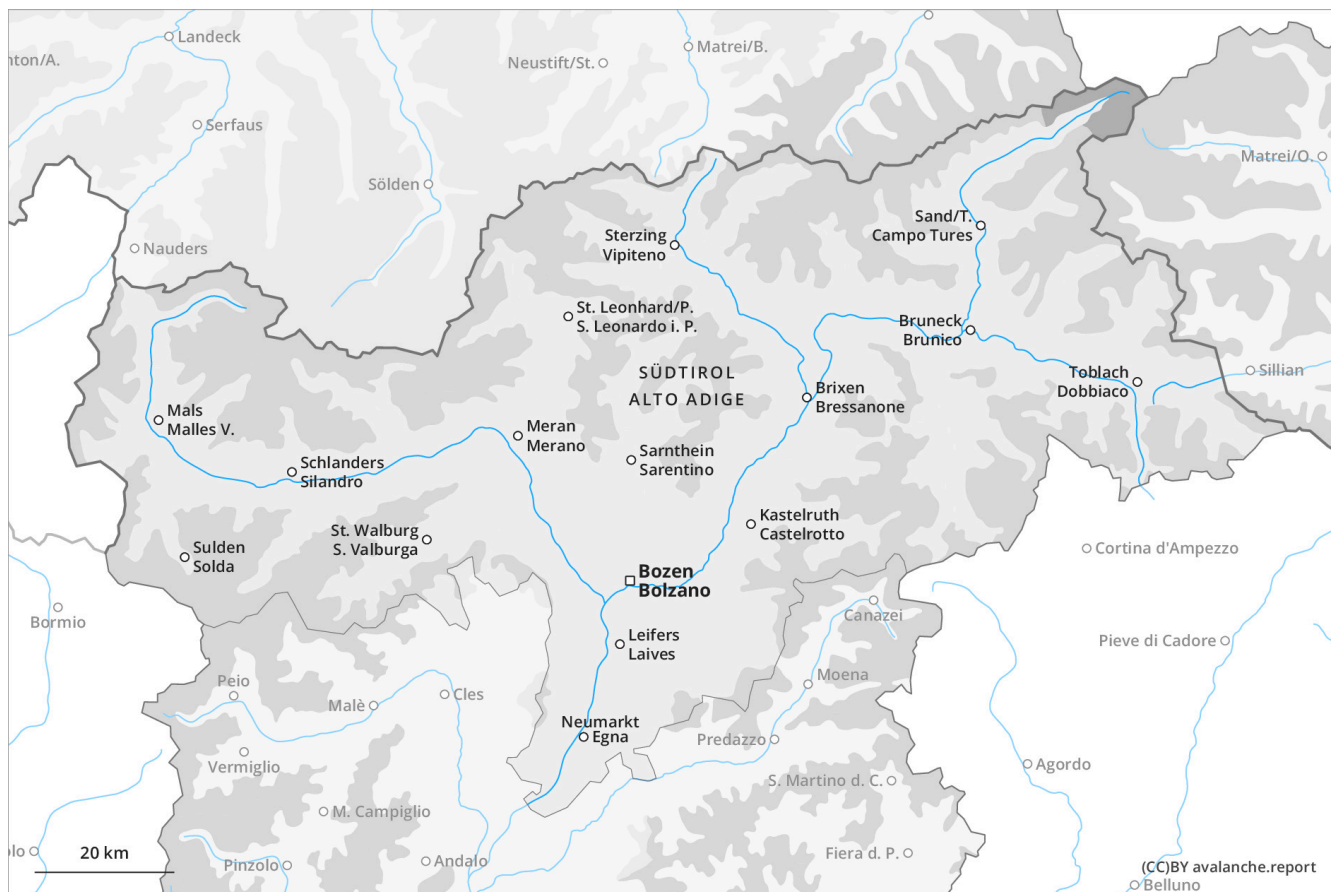 Landeck
nton/A.
Neustift/St.
Matrei/B.
Serfaus
Sölden
Matrei/O.
Nauders
Sterzing
Vipiteno
Sand/T.
Campo Tures
St. Leonhard/P.
S. Leonardo i. P.
Bruneck
Brunico
SÜDTIROL
ALTO ADIGE
Toblach
Dobbiaco
Sillian
Brixen
Bressanone
Mals
Malles V.
Meran
Merano
Schlanders
Silandro
Sarnthein
Sarentino
St. Walburg
S. Valburga
Kastelruth
Castelrotto
Sulden
Solda
Cortina d'Ampezzo
Bozen
Bolzano
Bormio
Canazei
Leifers
Laives
Pieve di Cadore
Peio
Malè
Cles
Moena
Neumarkt
Egna
Predazzo
Vermiglio
Agordo
S. Martino d. C.
M. Campiglio
olo
20 km
Pinzolo
Andalo
Fiera d. P.
(CC)BY avalanche.report
Belluno